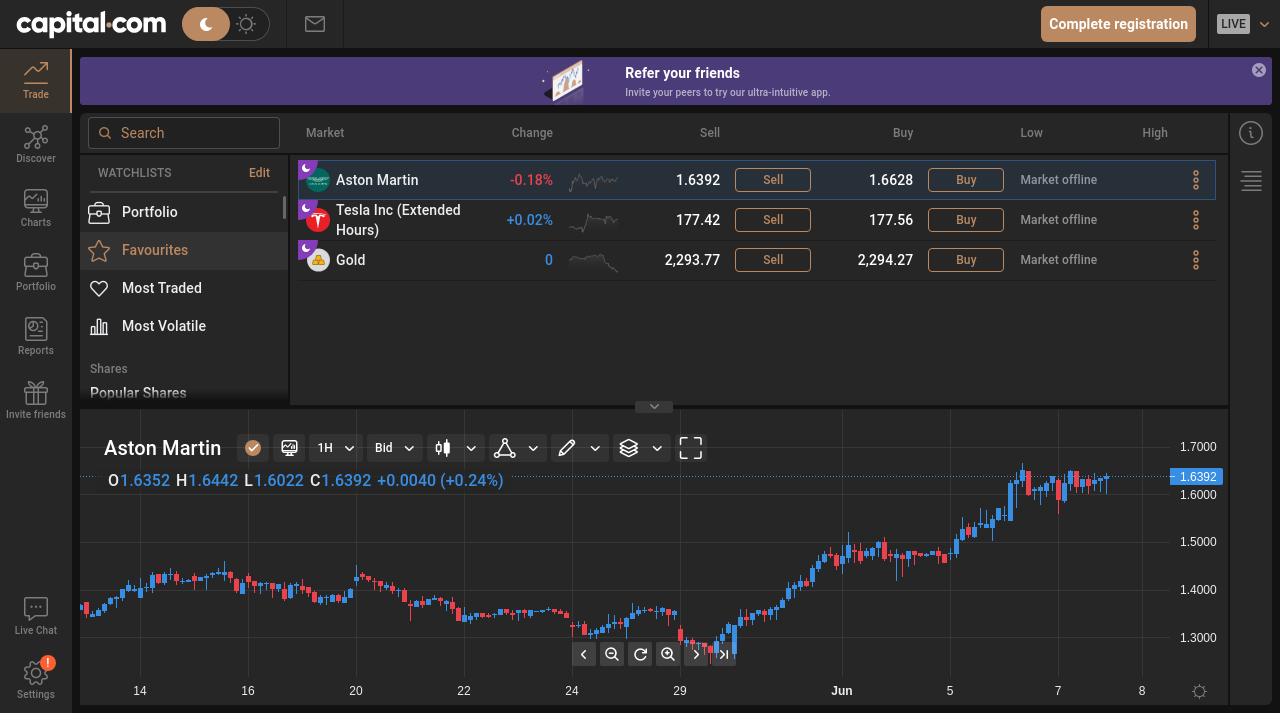 capital.com
Complete registration
LIVE
Trade
Discover
Charts
Portfolio
Reports
Invite friends
Live Chat
!
Settings
Refer your friends
Invite your peers to try our ultra-intuitive app.
Search
Market Change Sell Buy Low High
WATCHLISTS Edit
Portfolio
Favourites
Most Traded
Most Volatile
Shares
Popular Shares
Aston Martin -0.18% 1.6392 Sell 1.6628 Buy Market offline
Tesla Inc (Extended
Hours) +0.02% 177.42 Sell 177.56 Buy Market offline
Gold 0 2,293.77 Sell 2,294.27 Buy Market offline
Aston Martin 1H Bid
O1.6352 H1.6442 L1.6022 C1.6392 +0.0040 (+0.24%)
1.7000
1.6392
1.6000
1.5000
1.4000
1.3000
14 16 20 22 24 29 Jun 5 7 8